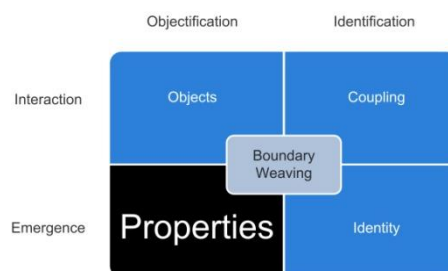 Objectification Identification
Interaction Objects Coupling
Boundary
Weaving
Emergence Properties Identity